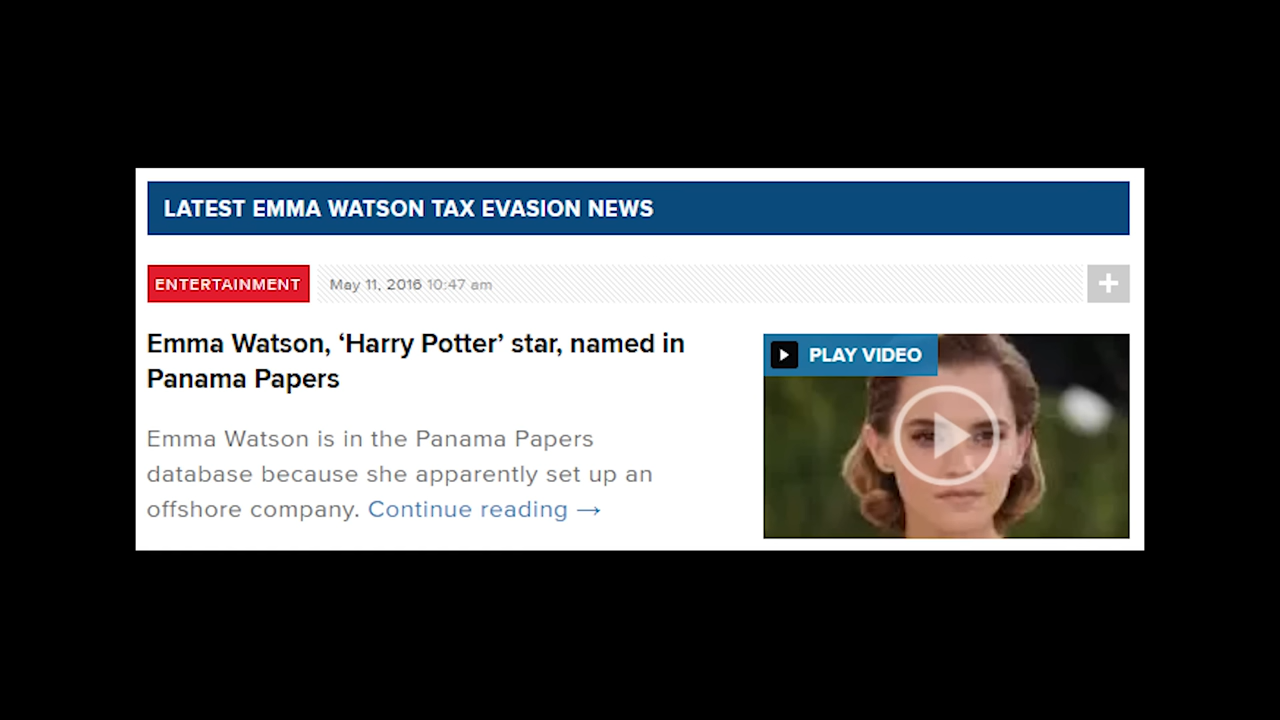 LATEST EMMA WATSON TAX EVASION NEWS
ENTERTAINMENT May 11, 2016 10:47 am
Emma Watson, ‘Harry Potter’ star, named in
Panama Papers
PLAY VIDEO
Emma Watson is in the Panama Papers
database because she apparently set up an
offshore company. Continue reading →